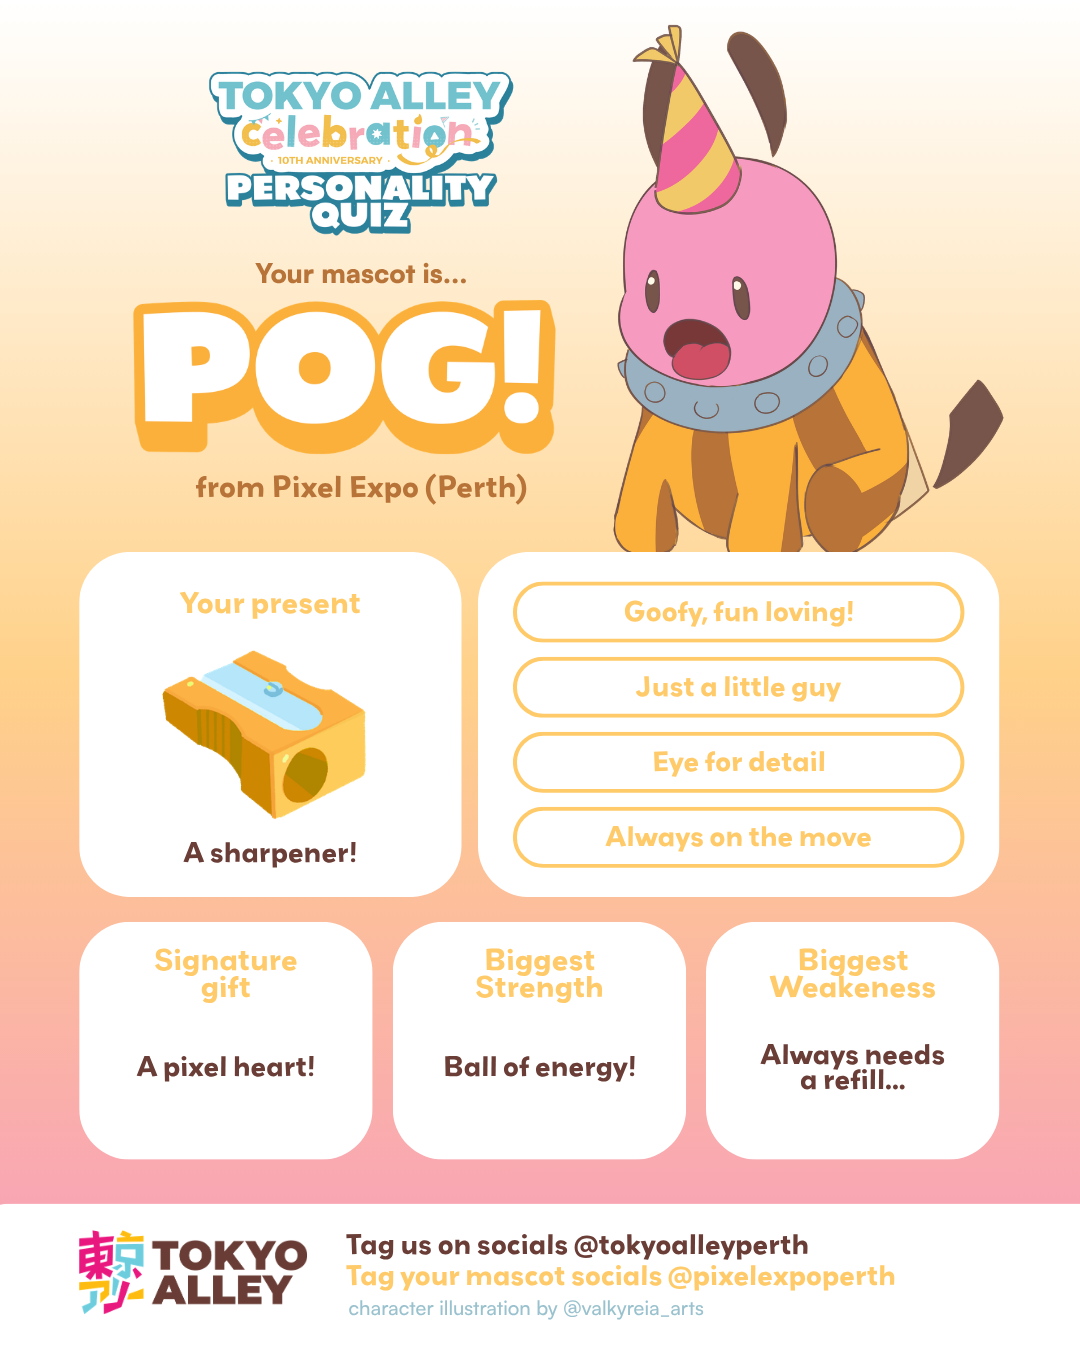 TOKYO ALLEY
celebration
· 10TH ANNIVERSARY ·
PERSONALITY
QUIZ
Your mascot is...
POG!
from Pixel Expo (Perth)
Your present
A sharpener!
Goofy, fun loving!
Just a little guy
Eye for detail
Always on the move
Signature
gift
A pixel heart!
Biggest
Strength
Ball of energy!
Biggest
Weakeness
Always needs
a refill...
東京
アリー
TOKYO
ALLEY
Tag us on socials @tokyoalleyperth
Tag your mascot socials @pixelexpoperth
character illustration by @valkyreia_arts